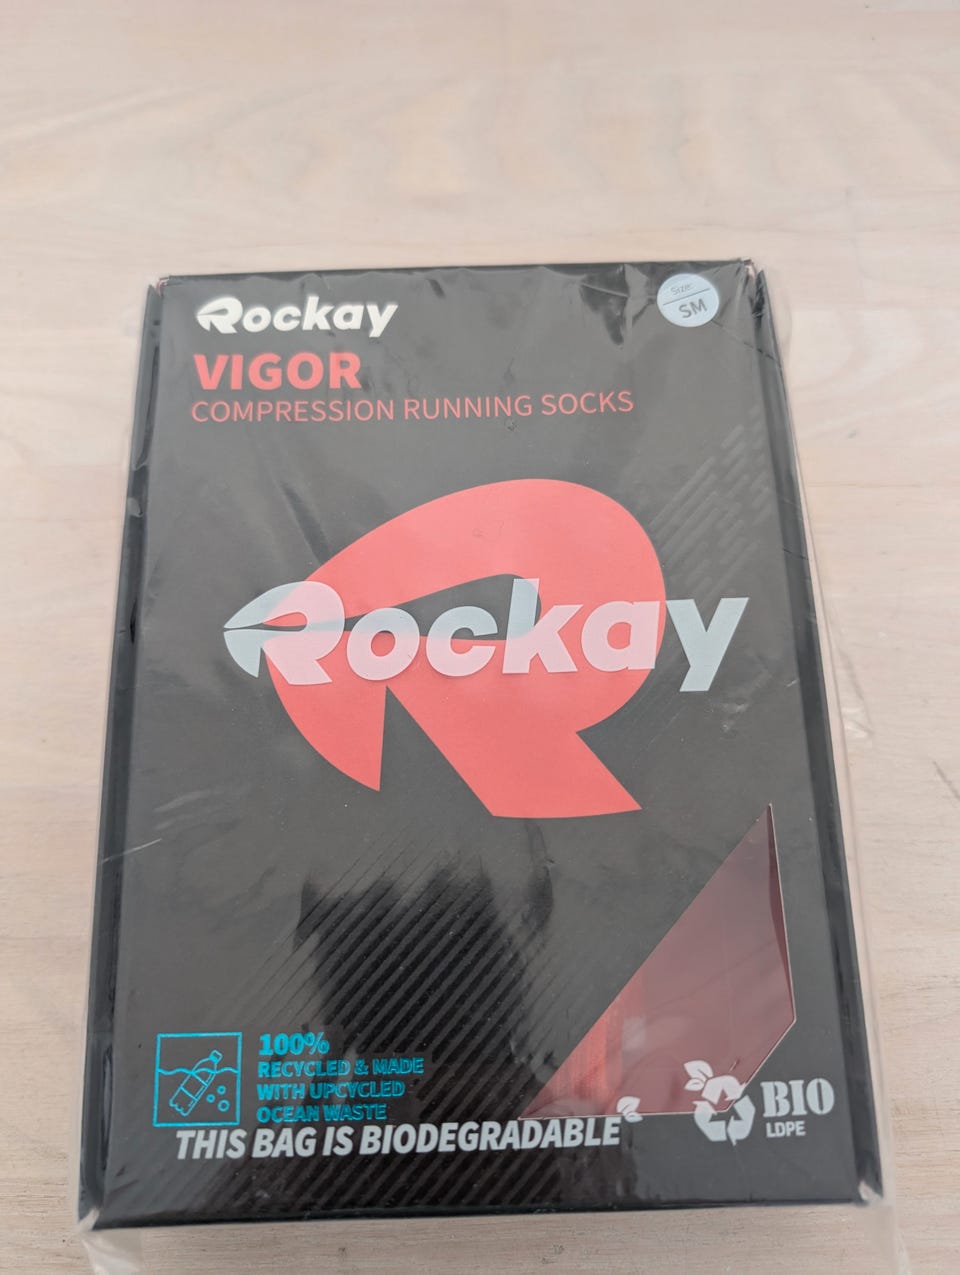 Rockay
Size:
SM
VIGOR
COMPRESSION RUNNING SOCKS
Rockay
100%
RECYCLED & MADE
WITH UPCYCLED
OCEAN WASTE
THIS BAG IS BIODEGRADABLE
BIO
LDPE